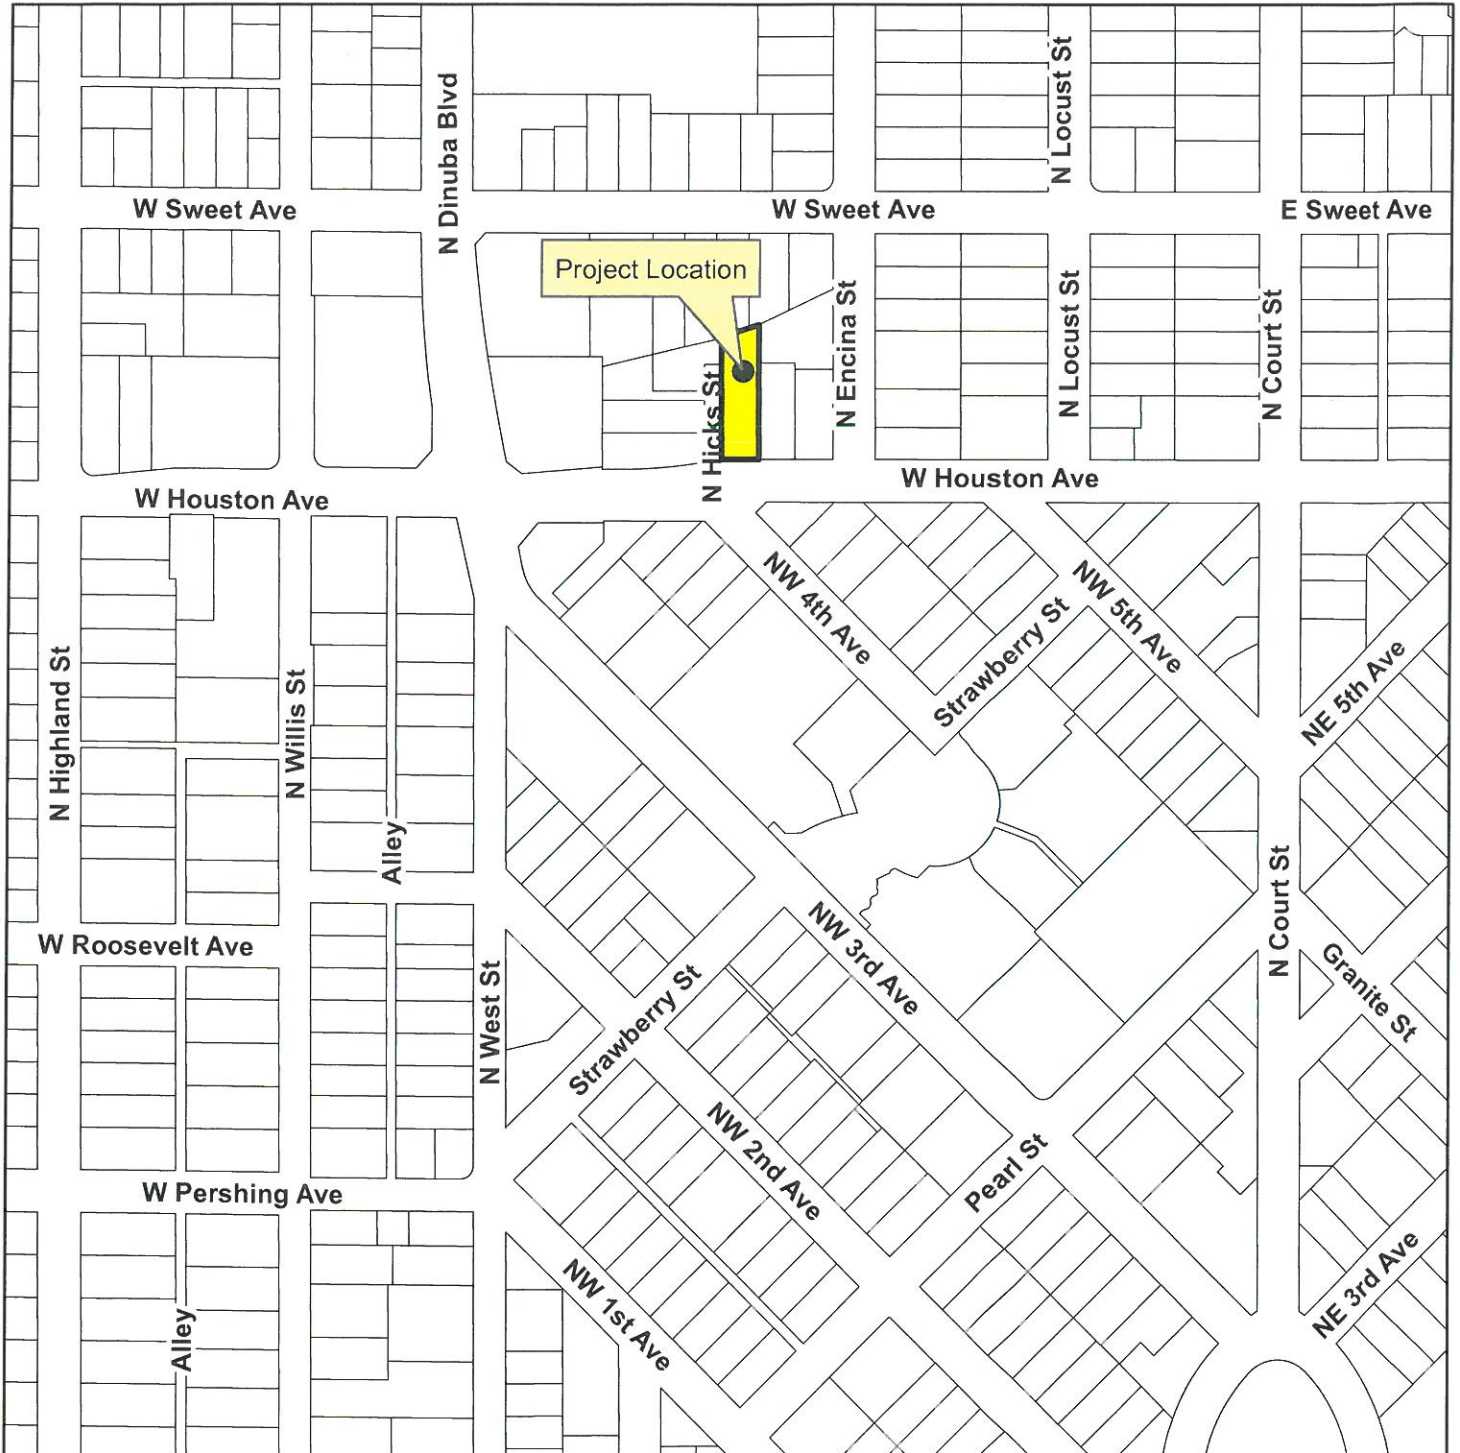 N Locust St
N Dinuba Blvd
W Sweet Ave
W Sweet Ave
E Sweet Ave
Project Location
N Encina St
N Locust St
N Court St
N Hicks St
W Houston Ave
W Houston Ave
NW 4th Ave
NW 5th Ave
Strawberry St
NE 5th Ave
N Highland St
N Willis St
Alley
W Roosevelt Ave
NW 3rd Ave
N Court St
Granite St
N West St
Strawberry St
NW 2nd Ave
Pearl St
W Pershing Ave
NW 1st Ave
NE 3rd Ave
Alley